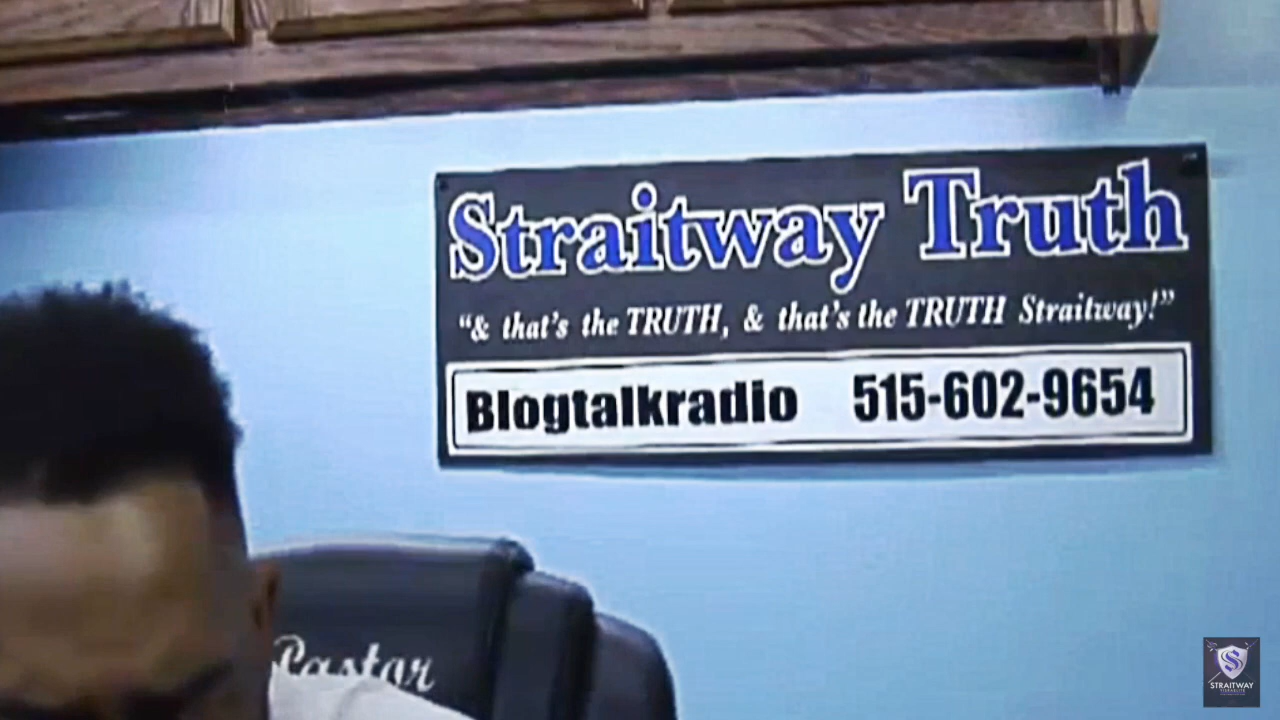 Straitway Truth
“& that’s the TRUTH, & that’s the TRUTH Straitway!”
Blogtalkradio 515-602-9654
Pastor
S
STRAITWAY